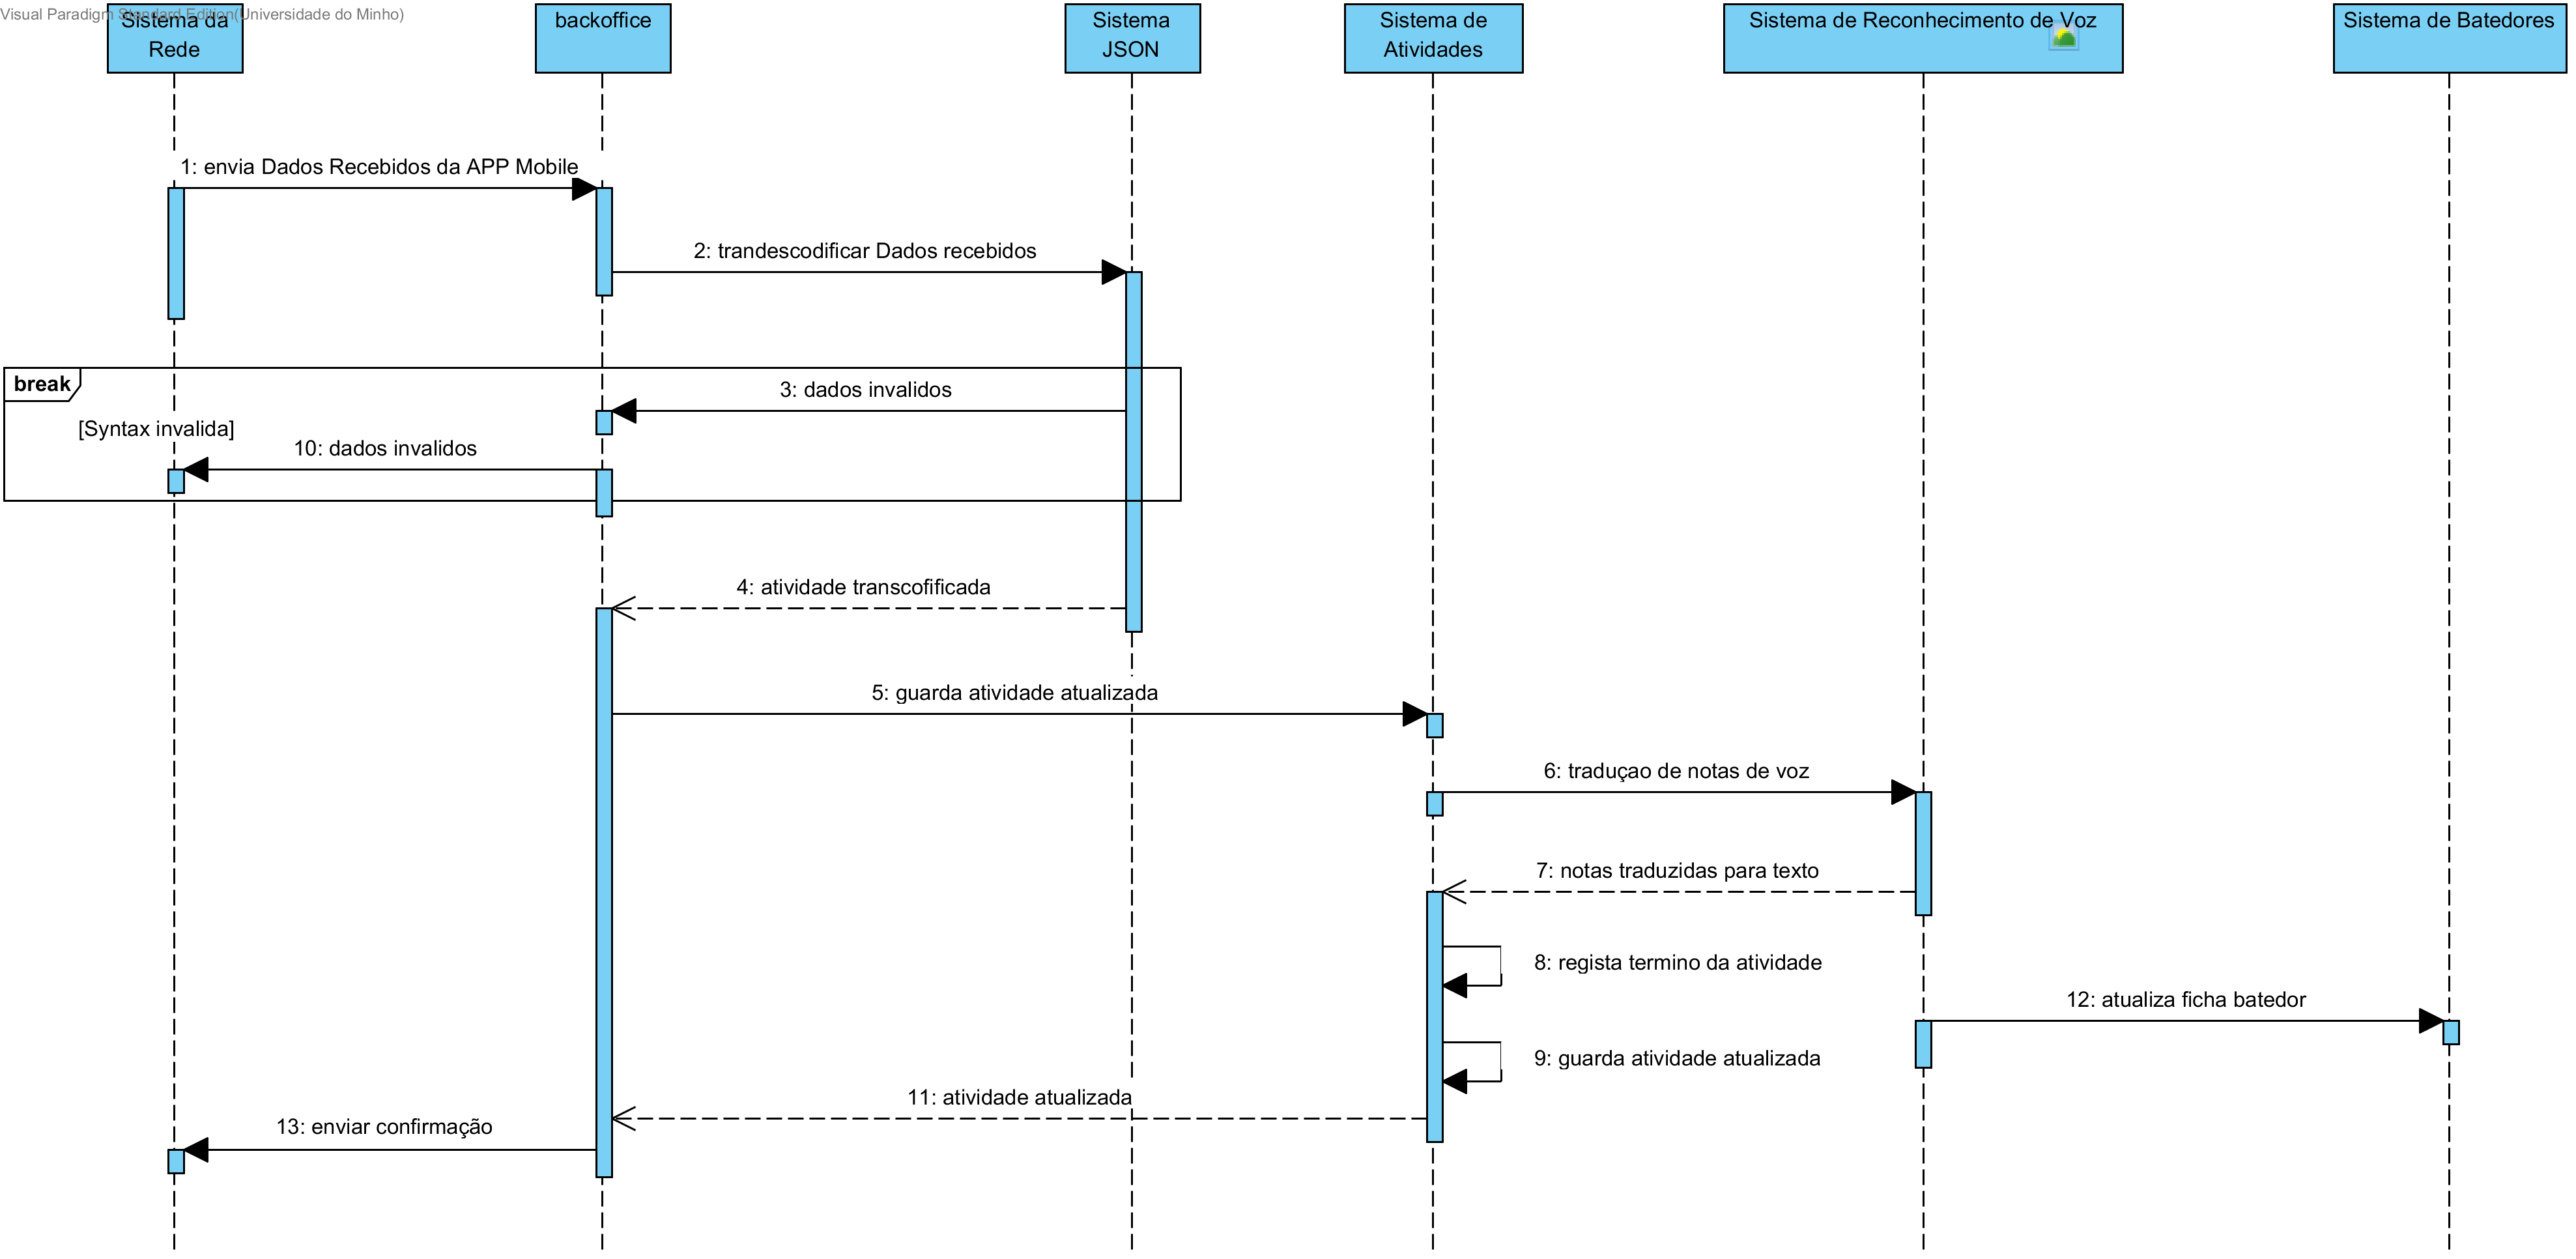 Visual Paradigm Standard Edition(Universidade do Minho)
Sistema da
Rede
backoffice
Sistema
JSON
Sistema de
Atividades
Sistema de Reconhecimento de Voz
Sistema de Batedores
1: envia Dados Recebidos da APP Mobile
2: trandescodificar Dados recebidos
break
3: dados invalidos
[Syntax invalida]
10: dados invalidos
4: atividade transcofificada
5: guarda atividade atualizada
6: traduçao de notas de voz
7: notas traduzidas para texto
8: regista termino da atividade
12: atualiza ficha batedor
9: guarda atividade atualizada
11: atividade atualizada
13: enviar confirmação